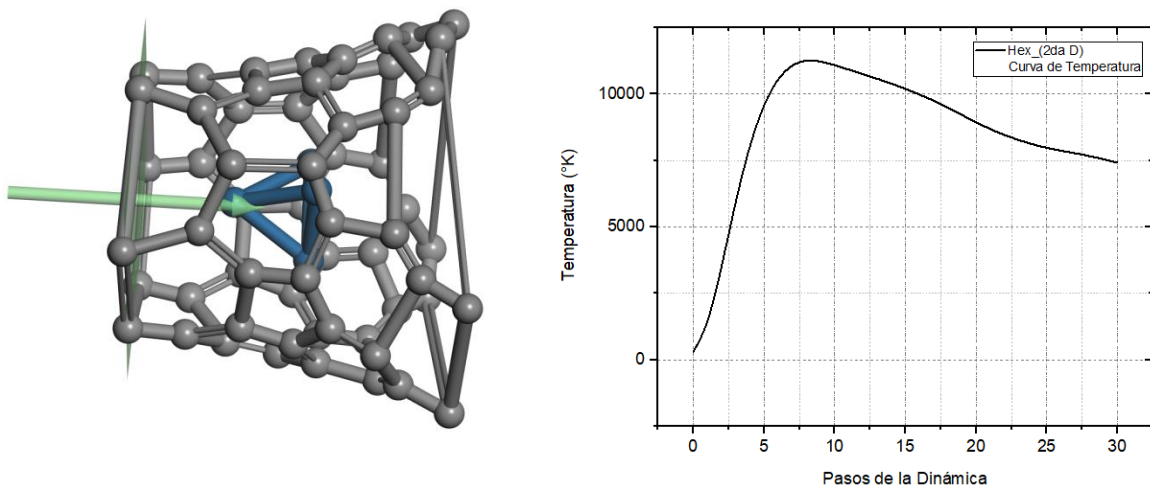 Hex_(2da D)
Curva de Temperatura
Temperatura (°K)
10000
5000
0
0 5 10 15 20 25 30
Pasos de la Dinámica